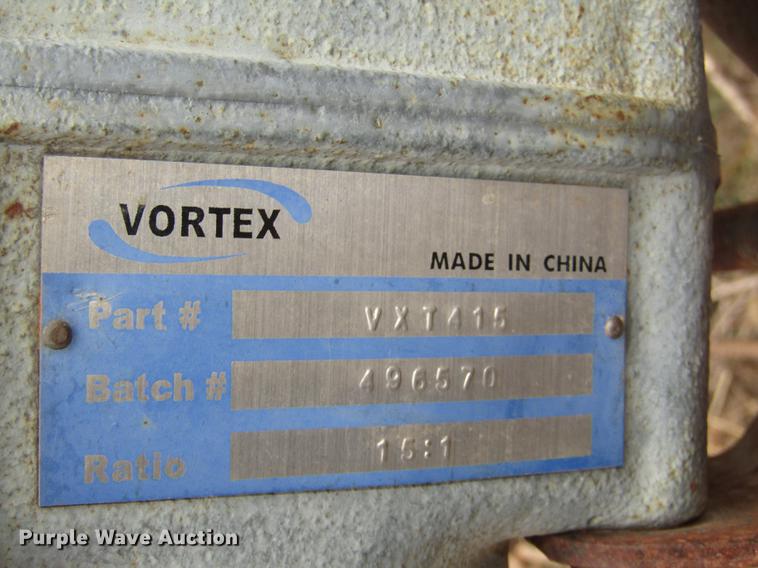 VORTEX
MADE IN CHINA
Part # VXT415
Batch # 496570
Ratio 15:1
Purple Wave Auction